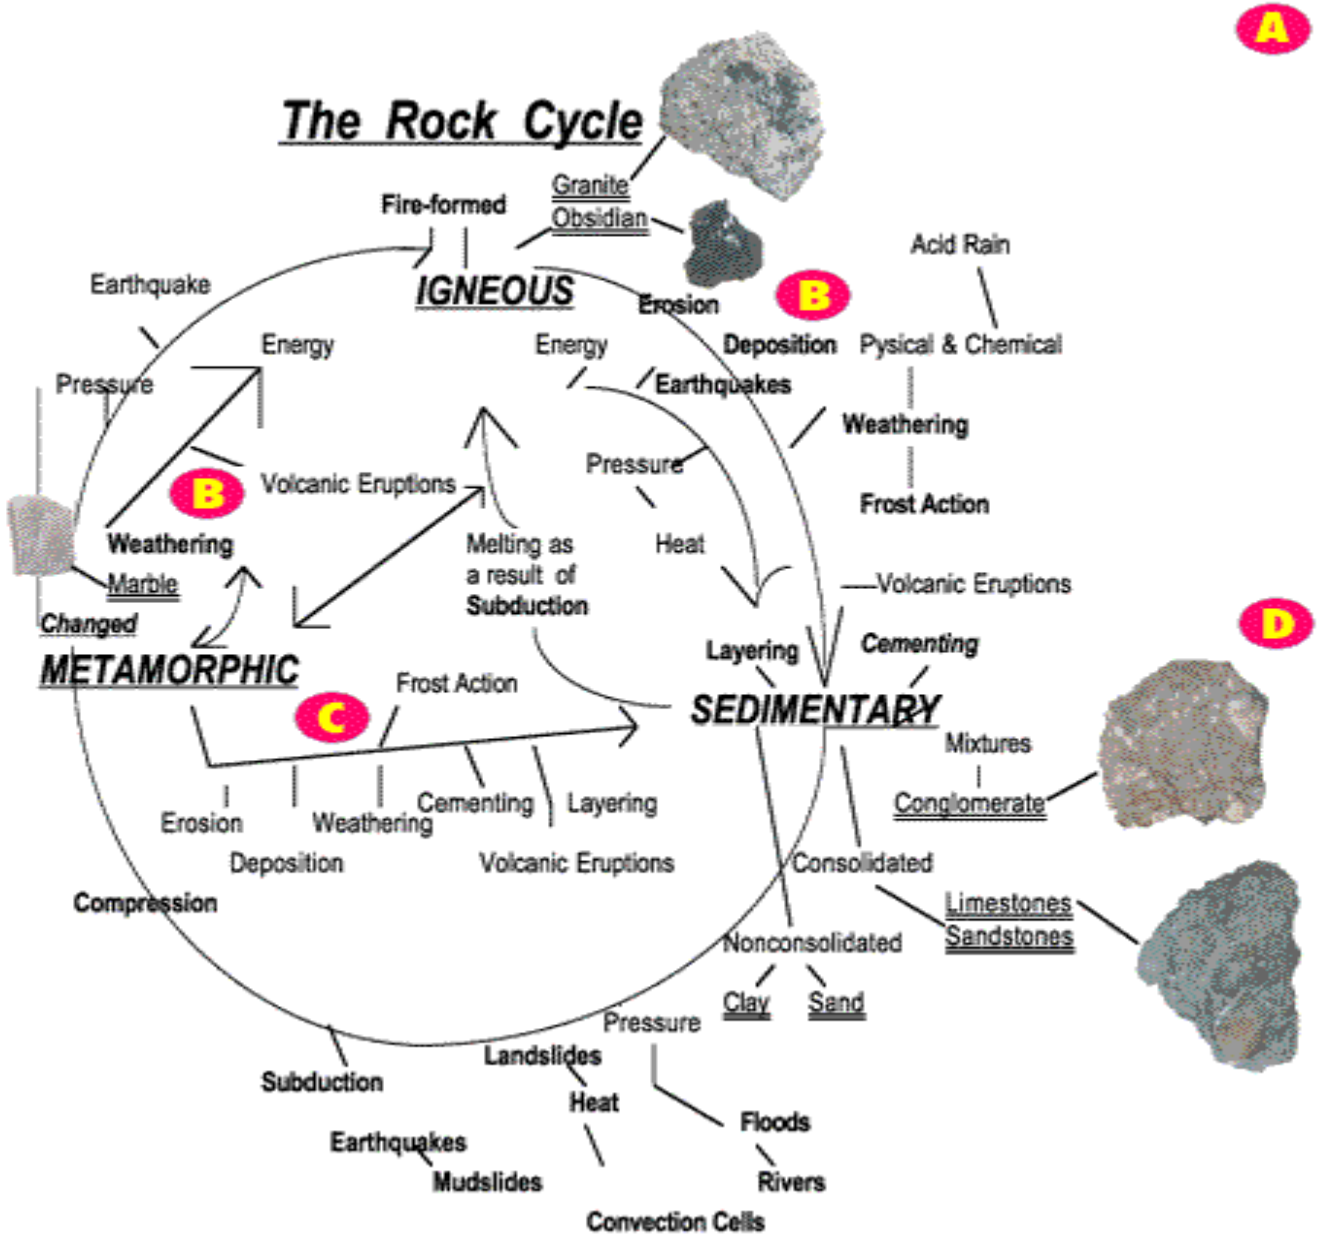 A
The Rock Cycle
Granite
Fire-formed
Obsidian
Acid Rain
Earthquake
IGNEOUS
B
Erosion
Energy
Energy
Deposition
Pysical & Chemical
Pressure
Earthquakes
Weathering
Pressure
B
Volcanic Eruptions
Frost Action
Weathering
Melting as
a result of
Subduction
Heat
Marble
Volcanic Eruptions
Changed
Layering
Cementing
D
METAMORPHIC
Frost Action
C
SEDIMENTARY
Mixtures
Erosion
Weathering
Cementing
Layering
Conglomerate
Deposition
Volcanic Eruptions
Consolidated
Compression
Limestones
Sandstones
Nonconsolidated
Clay
Sand
Pressure
Landslides
Subduction
Heat
Floods
Earthquakes
Mudslides
Rivers
Convection Cells